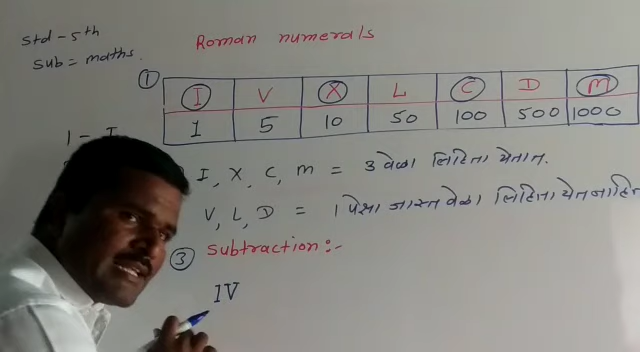 Std - 5th
Sub = maths.
Roman numerals
①
I V X L C D M
1 5 10 50 100 500 1000
1 - I
I, X, C, M = 3 वेळा लिहिता येतात.
V, L, D = 1 पेक्षा जास्त वेळा लिहिता येत नाहि
③ Subtraction :-
IV